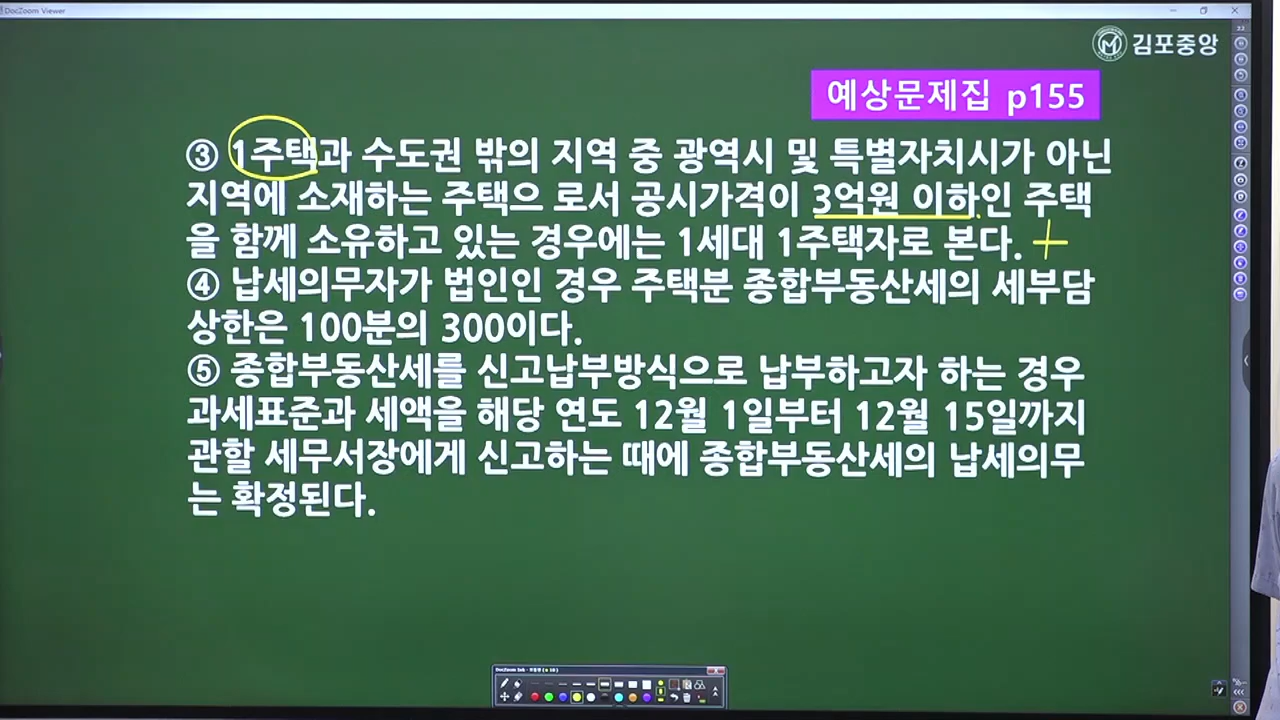 DocZoom Viewer
김포중앙
예상문제집 p155
③ 1주택과 수도권 밖의 지역 중 광역시 및 특별자치시가 아닌
지역에 소재하는 주택으 로서 공시가격이 3억원 이하인 주택
을 함께 소유하고 있는 경우에는 1세대 1주택자로 본다.
④ 납세의무자가 법인인 경우 주택분 종합부동산세의 세부담
상한은 100분의 300이다.
⑤ 종합부동산세를 신고납부방식으로 납부하고자 하는 경우
과세표준과 세액을 해당 연도 12월 1일부터 12월 15일까지
관할 세무서장에게 신고하는 때에 종합부동산세의 납세의무
는 확정된다.